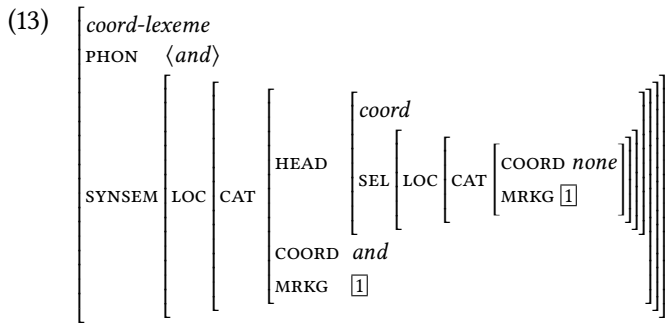 (13)
coord-lexeme
PHON ⟨and⟩
coord
HEAD
COORD none
SYNSEM LOC CAT SEL LOC CAT
MRKG 1
COORD and
MRKG 1